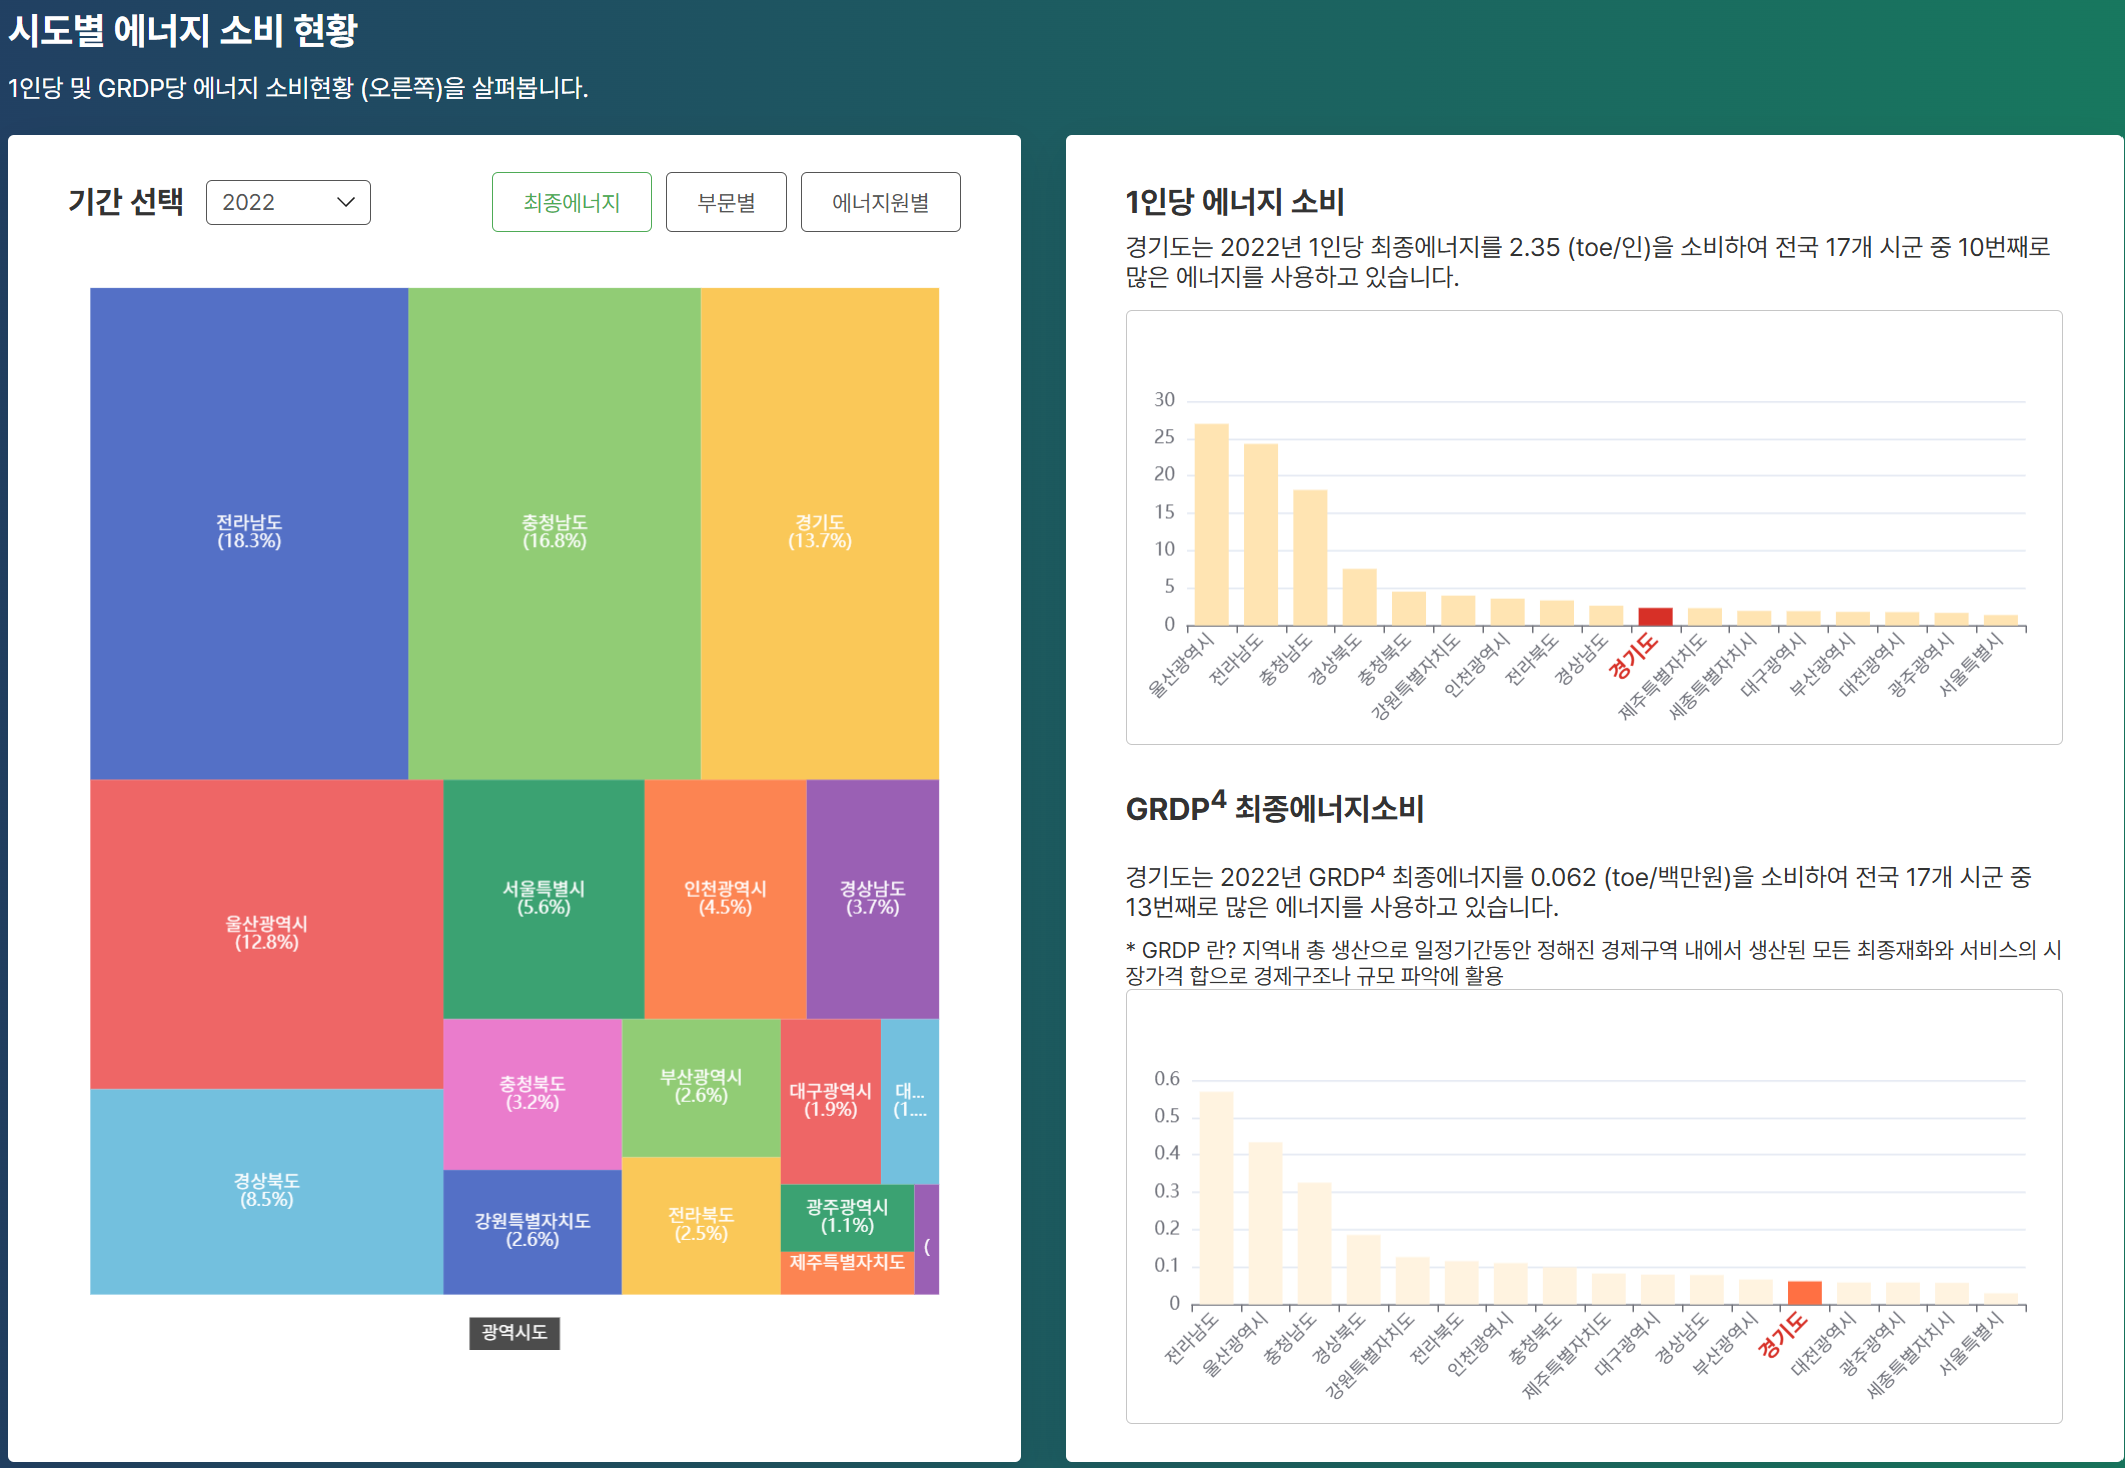 시도별 에너지 소비 현황
1인당 및 GRDP당 에너지 소비현황 (오른쪽)을 살펴봅니다.
기간 선택
2022
최종에너지
부문별
에너지원별
전라남도
(18.3%)
충청남도
(16.8%)
경기도
(13.7%)
울산광역시
(12.8%)
서울특별시
(5.6%)
인천광역시
(4.5%)
경상남도
(3.7%)
경상북도
(8.5%)
충청북도
(3.2%)
부산광역시
(2.6%)
대구광역시
(1.9%)
대...
(1....
강원특별자치도
(2.6%)
전라북도
(2.5%)
광주광역시
(1.1%)
제주특별자치도
(
광역시도
1인당 에너지 소비
경기도는 2022년 1인당 최종에너지를 2.35 (toe/인)을 소비하여 전국 17개 시군 중 10번째로
많은 에너지를 사용하고 있습니다.
30
25
20
15
10
5
0
울산광역시
전라남도
충청남도
경상북도
충청북도
강원특별자치도
인천광역시
전라북도
경상남도
경기도
제주특별자치도
세종특별자치시
대구광역시
부산광역시
대전광역시
광주광역시
서울특별시
GRDP⁴ 최종에너지소비
경기도는 2022년 GRDP⁴ 최종에너지를 0.062 (toe/백만원)을 소비하여 전국 17개 시군 중
13번째로 많은 에너지를 사용하고 있습니다.
* GRDP 란? 지역내 총 생산으로 일정기간동안 정해진 경제구역 내에서 생산된 모든 최종재화와 서비스의 시
장가격 합으로 경제구조나 규모 파악에 활용
0.6
0.5
0.4
0.3
0.2
0.1
0
전라남도
울산광역시
충청남도
경상북도
강원특별자치도
전라북도
인천광역시
충청북도
제주특별자치도
대구광역시
경상남도
부산광역시
경기도
대전광역시
광주광역시
세종특별자치시
서울특별시